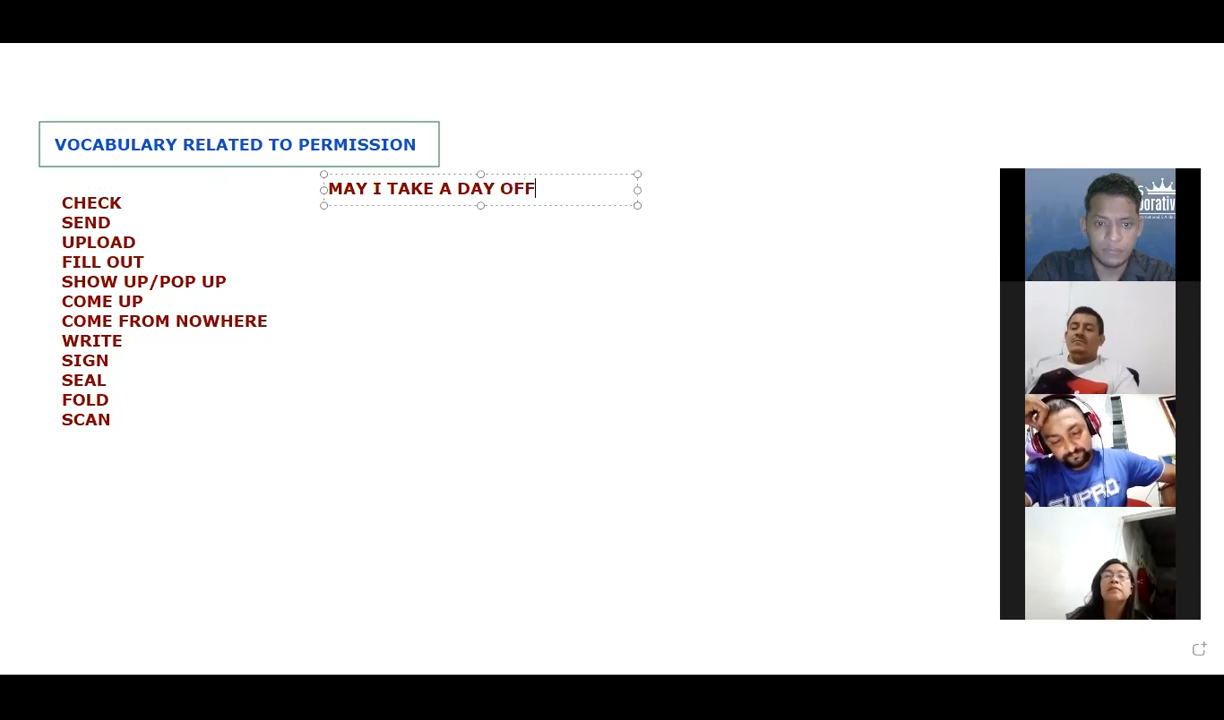 VOCABULARY RELATED TO PERMISSION
MAY I TAKE A DAY OFF
CHECK
SEND
UPLOAD
FILL OUT
SHOW UP/POP UP
COME UP
COME FROM NOWHERE
WRITE
SIGN
SEAL
FOLD
SCAN
SUPRO